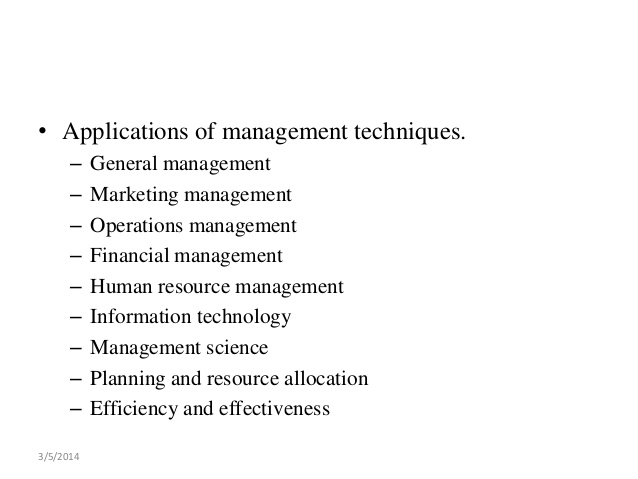 • Applications of management techniques.
– General management
– Marketing management
– Operations management
– Financial management
– Human resource management
– Information technology
– Management science
– Planning and resource allocation
– Efficiency and effectiveness
3/5/2014